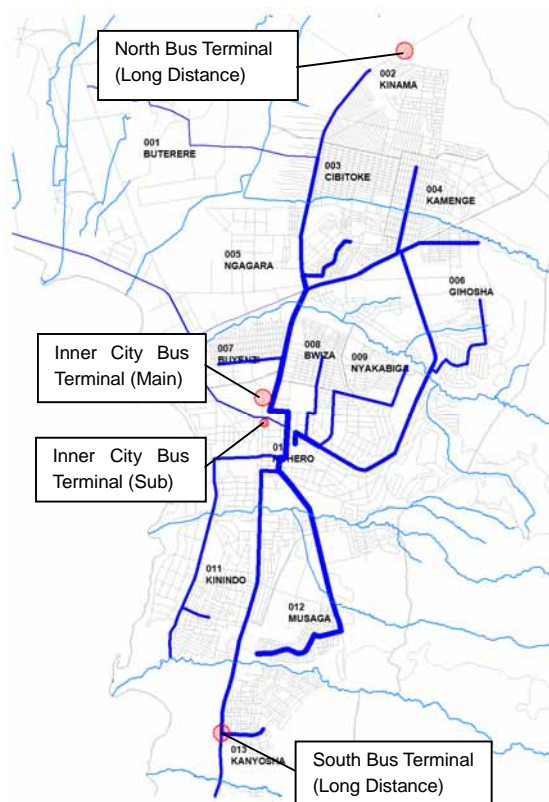 North Bus Terminal
(Long Distance)
002
KINAMA
001
BUTERERE
003
CIBITOKE
004
KAMENGE
005
NGAGARA
006
GIHOSHA
Inner City Bus
Terminal (Main)
007
BUYENZI
008
BWIZA
009
NYAKABIGA
Inner City Bus
Terminal (Sub)
011
KININDO
012
MUSAGA
013
KANYOSHA
South Bus Terminal
(Long Distance)